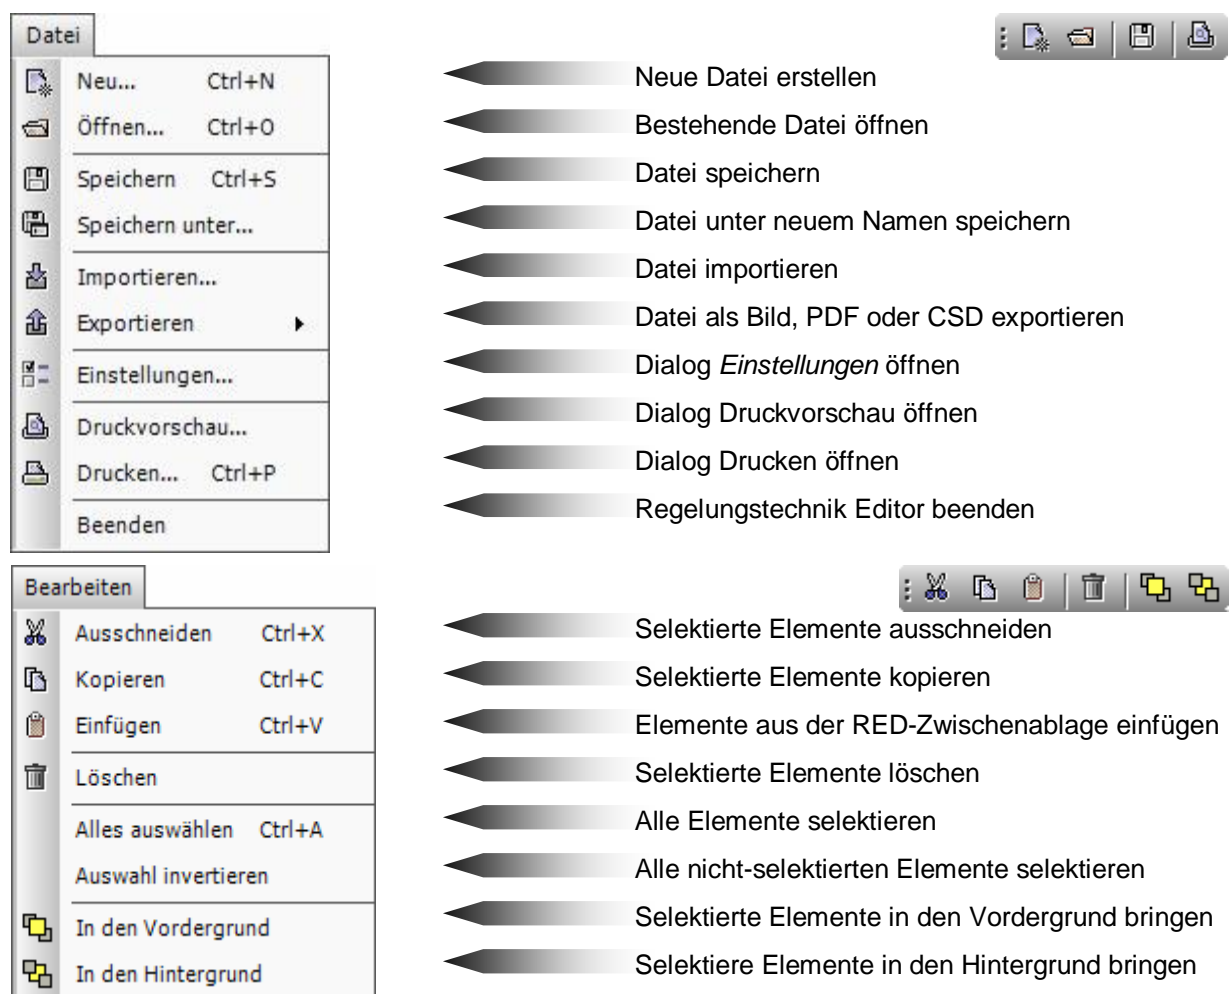 Datei
Neu... Ctrl+N Neue Datei erstellen
Öffnen... Ctrl+O Bestehende Datei öffnen
Speichern Ctrl+S Datei speichern
Speichern unter... Datei unter neuem Namen speichern
Importieren... Datei importieren
Exportieren Datei als Bild, PDF oder CSD exportieren
Einstellungen... Dialog Einstellungen öffnen
Druckvorschau... Dialog Druckvorschau öffnen
Drucken... Ctrl+P Dialog Drucken öffnen
Beenden Regelungstechnik Editor beenden
Bearbeiten
Ausschneiden Ctrl+X Selektierte Elemente ausschneiden
Kopieren Ctrl+C Selektierte Elemente kopieren
Einfügen Ctrl+V Elemente aus der RED-Zwischenablage einfügen
Löschen Selektierte Elemente löschen
Alles auswählen Ctrl+A Alle Elemente selektieren
Auswahl invertieren Alle nicht-selektierten Elemente selektieren
In den Vordergrund Selektierte Elemente in den Vordergrund bringen
In den Hintergrund Selektiere Elemente in den Hintergrund bringen